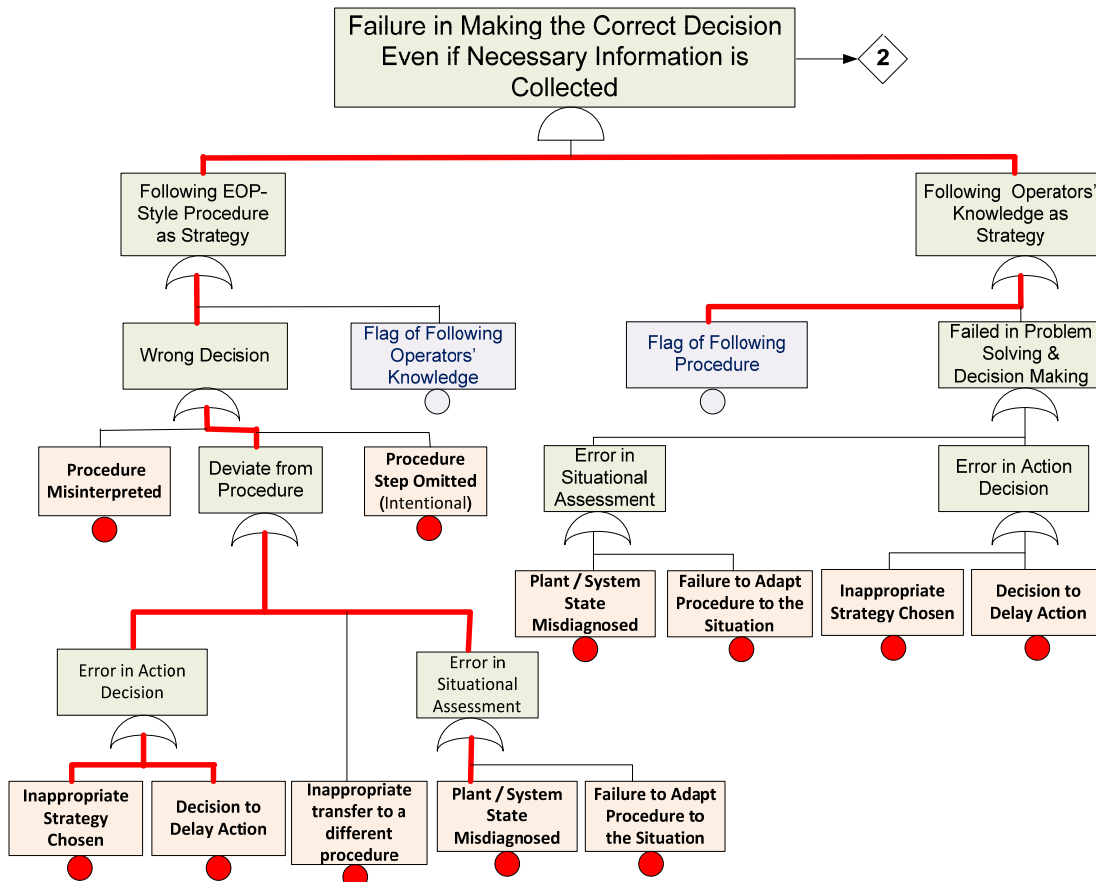 Failure in Making the Correct Decision
Even if Necessary Information is
Collected
2
Following EOP-
Style Procedure
as Strategy
Following Operators'
Knowledge as
Strategy
Wrong Decision
Flag of Following
Operators'
Knowledge
Flag of Following
Procedure
Failed in Problem
Solving &
Decision Making
Procedure
Misinterpreted
Deviate from
Procedure
Procedure
Step Omitted
(Intentional)
Error in
Situational
Assessment
Error in Action
Decision
Plant / System
State
Misdiagnosed
Failure to Adapt
Procedure to the
Situation
Inappropriate
Strategy Chosen
Decision to
Delay Action
Error in Action
Decision
Error in
Situational
Assessment
Inappropriate
Strategy
Chosen
Decision to
Delay Action
Inappropriate
transfer to a
different
procedure
Plant / System
State
Misdiagnosed
Failure to Adapt
Procedure to
the Situation